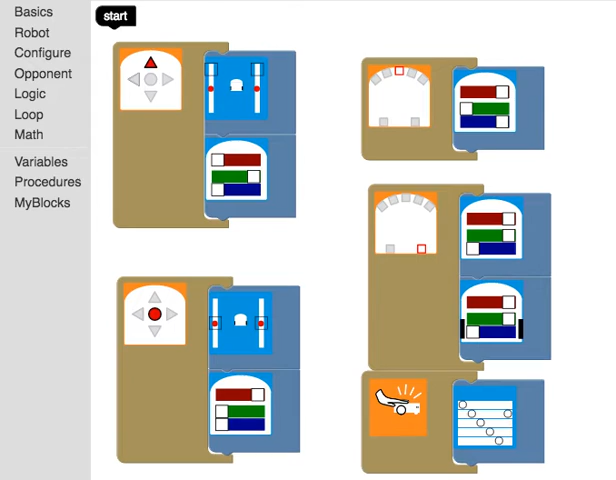 Basics
Robot
Configure
Opponent
Logic
Loop
Math
Variables
Procedures
MyBlocks
start